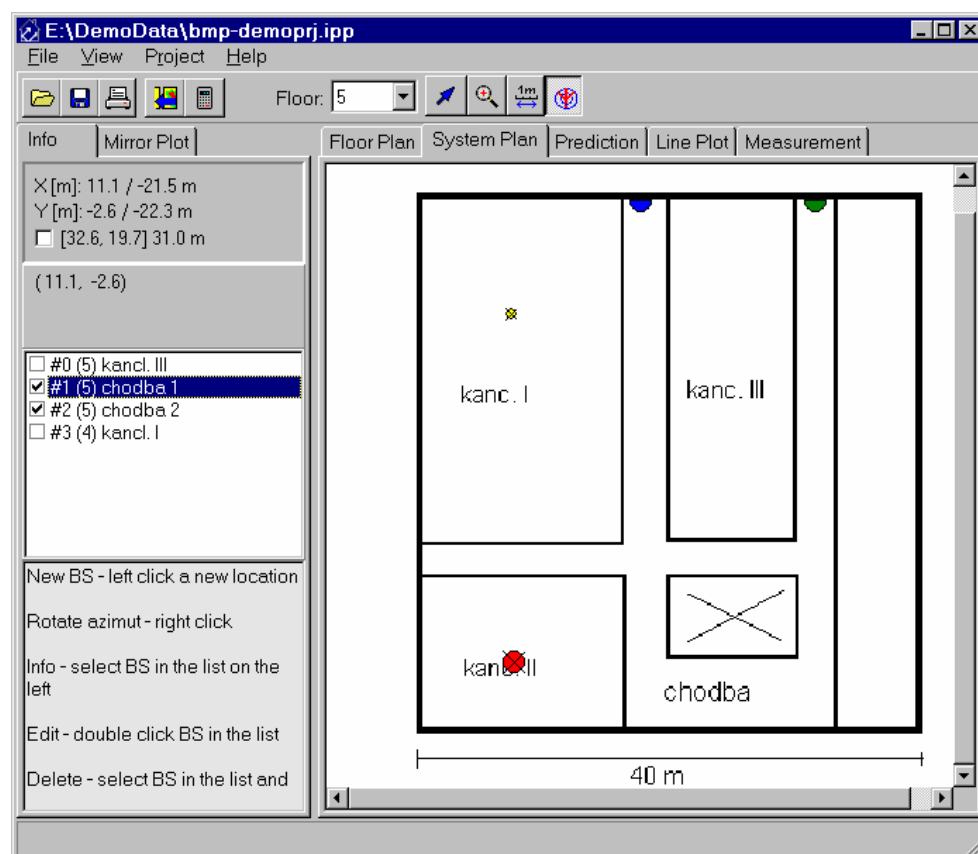 E:\DemoData\bmp-demoprj.ipp
File View Project Help
Floor: 5
1m
Info Mirror Plot
Floor Plan System Plan Prediction Line Plot Measurement
X [m]: 11.1 / -21.5 m
Y [m]: -2.6 / -22.3 m
[32.6, 19.7] 31.0 m
(11.1, -2.6)
#0 (5) kancl. III
#1 (5) chodba 1
#2 (5) chodba 2
#3 (4) kancl. I
New BS - left click a new location
Rotate azimut - right click
Info - select BS in the list on the
left
Edit - double click BS in the list
Delete - select BS in the list and
kanc. I
kanc. III
kanc. II
chodba
40 m